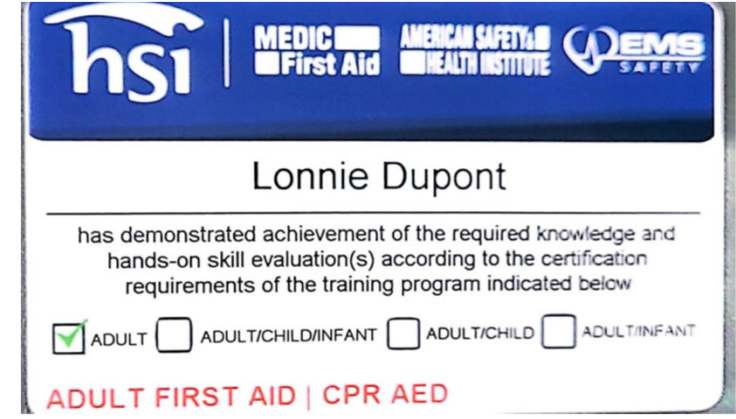 hsi
MEDIC
First Aid
AMERICAN SAFETY &
HEALTH INSTITUTE
EMS
SAFETY
Lonnie Dupont
has demonstrated achievement of the required knowledge and
hands-on skill evaluation(s) according to the certification
requirements of the training program indicated below
ADULT ADULT/CHILD/INFANT ADULT/CHILD ADULT/INFANT
ADULT FIRST AID | CPR AED